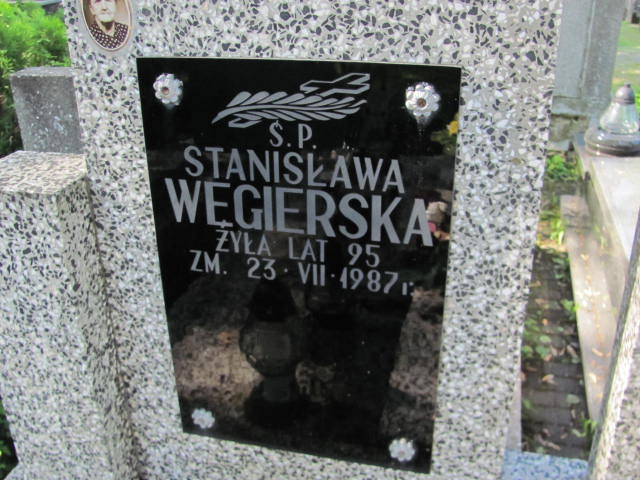 Ś.P.
STANISŁAWA
WĘGIERSKA
ŻYŁA LAT 95
ZM. 23·VII·1987r.